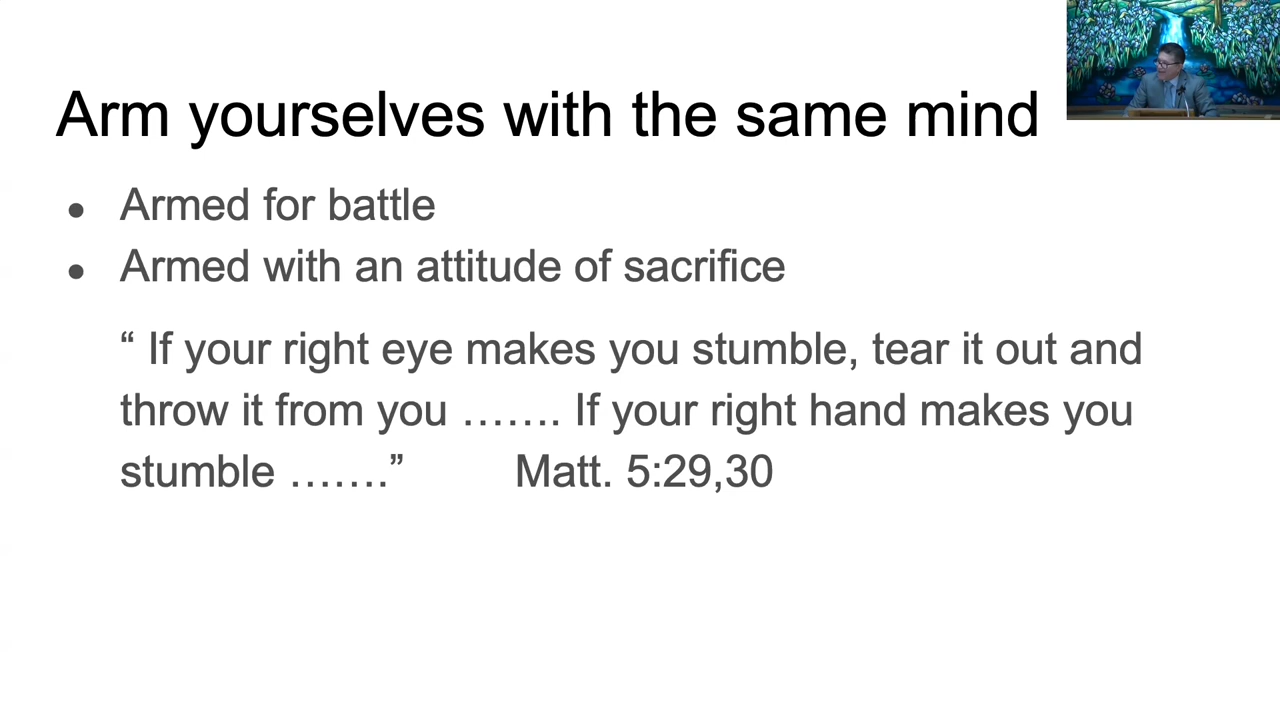 Arm yourselves with the same mind
● Armed for battle
● Armed with an attitude of sacrifice
“ If your right eye makes you stumble, tear it out and
throw it from you ……. If your right hand makes you
stumble …….” Matt. 5:29,30